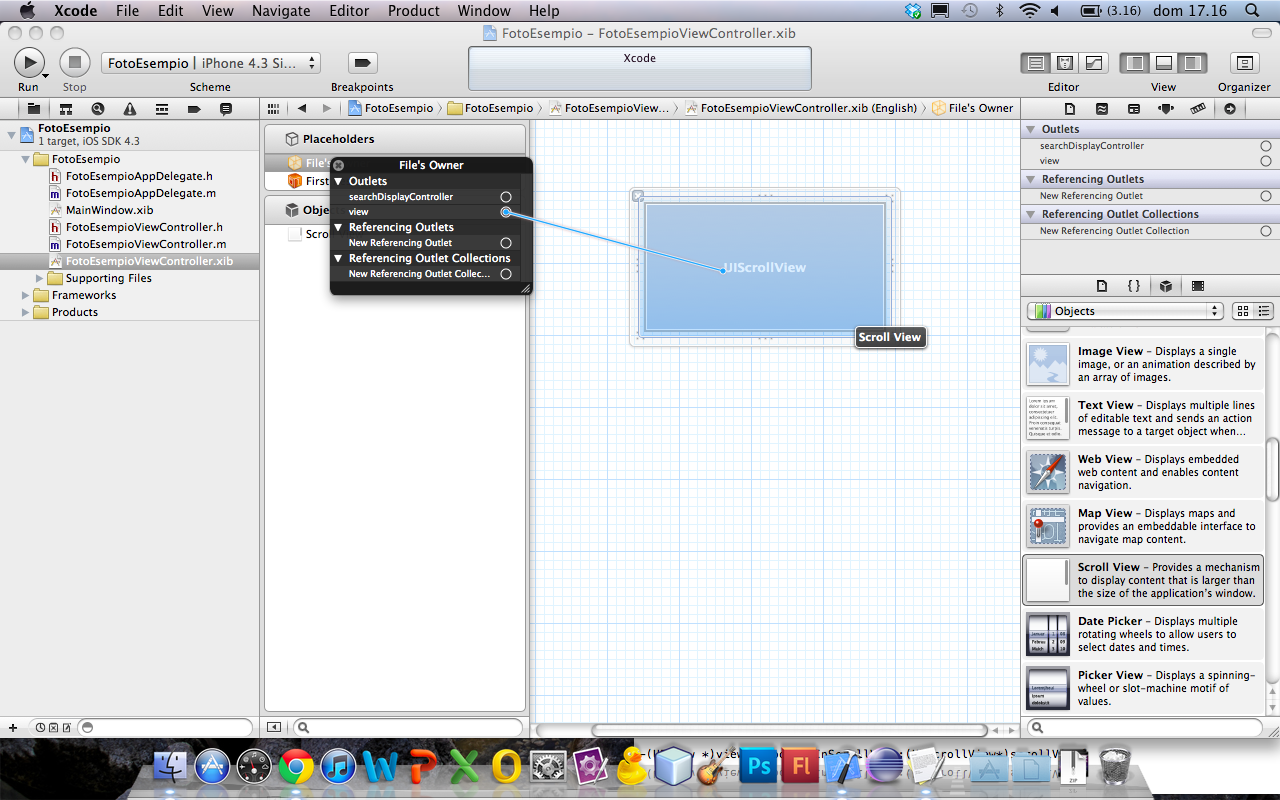 Xcode File Edit View Navigate Editor Product Window Help (3.16) dom 17.16
FotoEsempio – FotoEsempioViewController.xib
FotoEsempio | iPhone 4.3 Si...
Xcode
Run Stop Scheme Breakpoints Editor View Organizer
FotoEsempio FotoEsempio FotoEsempioView... FotoEsempioViewController.xib (English) File's Owner
FotoEsempio
1 target, iOS SDK 4.3
FotoEsempio
FotoEsempioAppDelegate.h
FotoEsempioAppDelegate.m
MainWindow.xib
FotoEsempioViewController.h
FotoEsempioViewController.m
FotoEsempioViewController.xib
Supporting Files
Frameworks
Products
Placeholders
File's
First
Obje
Scro
File's Owner
Outlets
searchDisplayController
view
Referencing Outlets
New Referencing Outlet
Referencing Outlet Collections
New Referencing Outlet Collec...
UIScrollView
Scroll View
Outlets
searchDisplayController
view
Referencing Outlets
New Referencing Outlet
Referencing Outlet Collections
New Referencing Outlet Collection
Objects
Image View – Displays a single
image, or an animation described by
an array of images.
Text View – Displays multiple lines
of editable text and sends an action
message to a target object when...
Web View – Displays embedded
web content and enables content
navigation.
Map View – Displays maps and
provides an embeddable interface to
navigate map content.
Scroll View – Provides a mechanism
to display content that is larger than
the size of the application's window.
Date Picker – Displays multiple
rotating wheels to allow users to
select dates and times.
Picker View – Displays a spinning-
wheel or slot-machine motif of
values.
Ps
Fl
ZIP